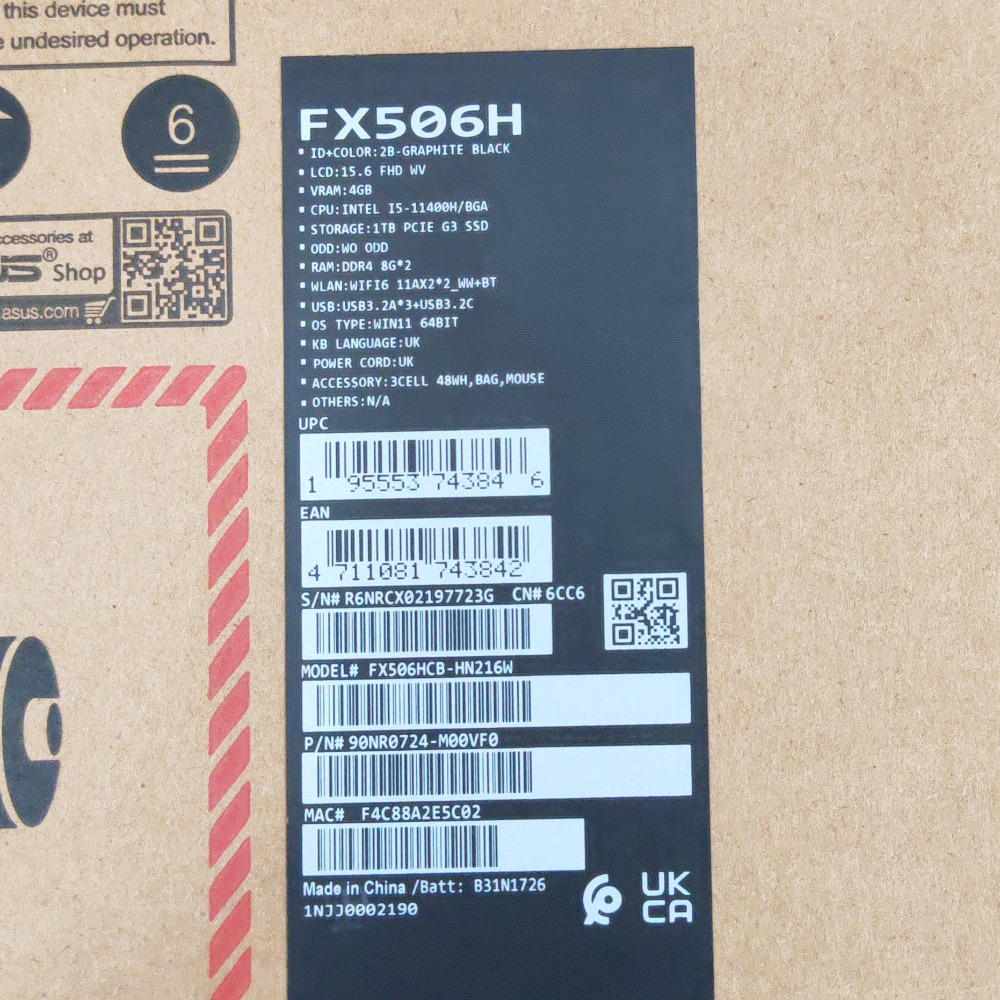 this device must
undesired operation.
6
accessories at
Shop
asus.com
FX506H
• ID+COLOR:2B-GRAPHITE BLACK
• LCD:15.6 FHD WV
• VRAM:4GB
• CPU:INTEL I5-11400H/BGA
• STORAGE:1TB PCIE G3 SSD
• ODD:WO ODD
• RAM:DDR4 8G*2
• WLAN:WIFI6 11AX2*2_WW+BT
• USB:USB3.2A*3+USB3.2C
• OS TYPE:WIN11 64BIT
• KB LANGUAGE:UK
• POWER CORD:UK
• ACCESSORY:3CELL 48WH,BAG,MOUSE
• OTHERS:N/A
UPC
1 95553 74384 6
EAN
4 711081 743842
S/N# R6NRCX02197723G CN# 6CC6
MODEL# FX506HCB-HN216W
P/N# 90NR0724-M00VF0
MAC# F4C88A2E5C02
Made in China /Batt: B31N1726
1NJJ0002190
UK
CA